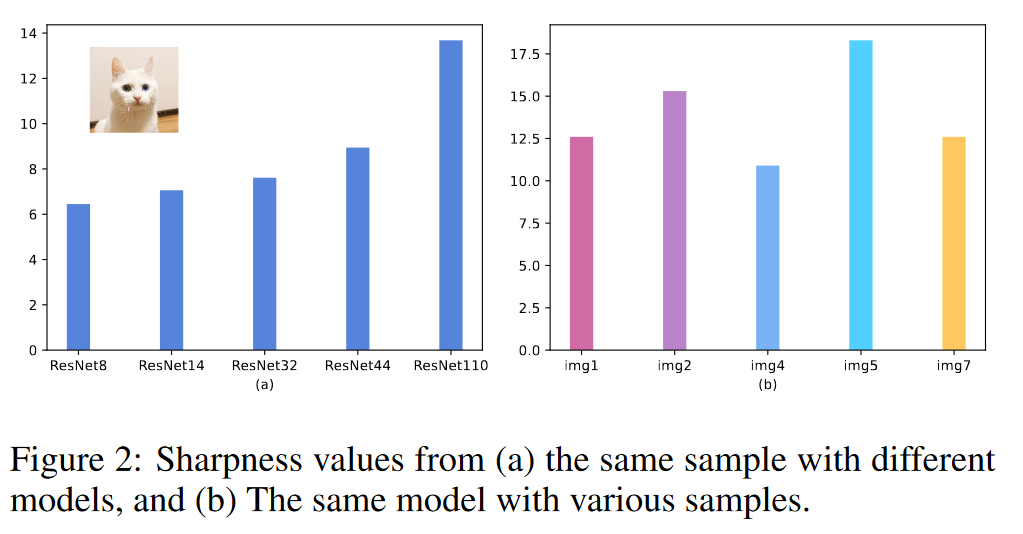 14
12
10
8
6
4
2
0
ResNet8 ResNet14 ResNet32 ResNet44 ResNet110
(a)
17.5
15.0
12.5
10.0
7.5
5.0
2.5
0.0
img1 img2 img4 img5 img7
(b)
Figure 2: Sharpness values from (a) the same sample with different
models, and (b) The same model with various samples.